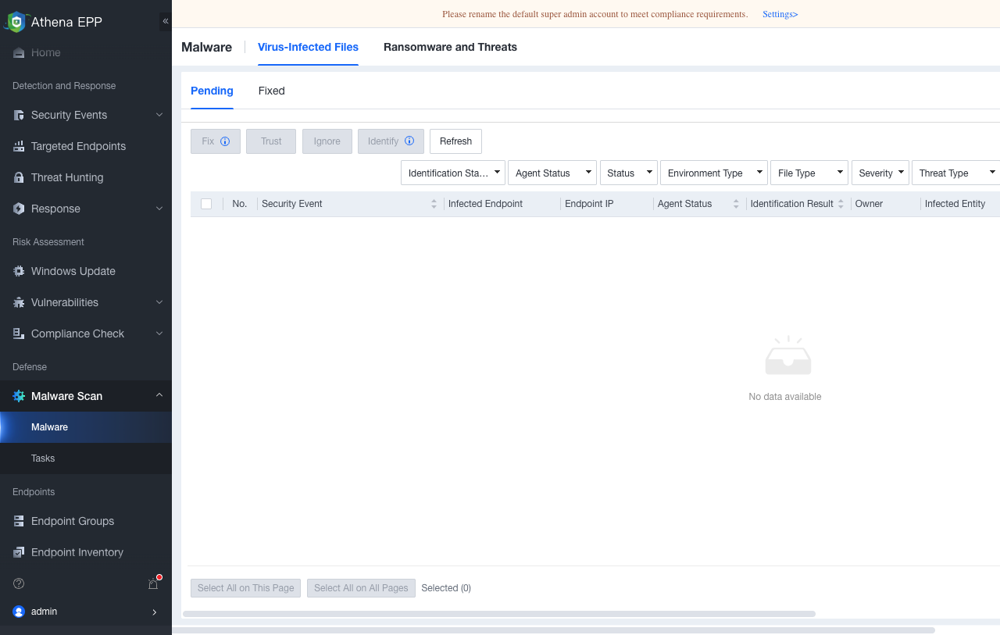 Athena EPP
«
Home
Detection and Response
Security Events
Targeted Endpoints
Threat Hunting
Response
Risk Assessment
Windows Update
Vulnerabilities
Compliance Check
Defense
Malware Scan
Malware
Tasks
Endpoints
Endpoint Groups
Endpoint Inventory
admin
Please rename the default super admin account to meet compliance requirements. Settings>
Malware Virus-Infected Files Ransomware and Threats
Pending Fixed
Fix Trust Ignore Identify Refresh
Identification Sta... Agent Status Status Environment Type File Type Severity Threat Type
No. Security Event Infected Endpoint Endpoint IP Agent Status Identification Result Owner Infected Entity
No data available
Select All on This Page Select All on All Pages Selected (0)